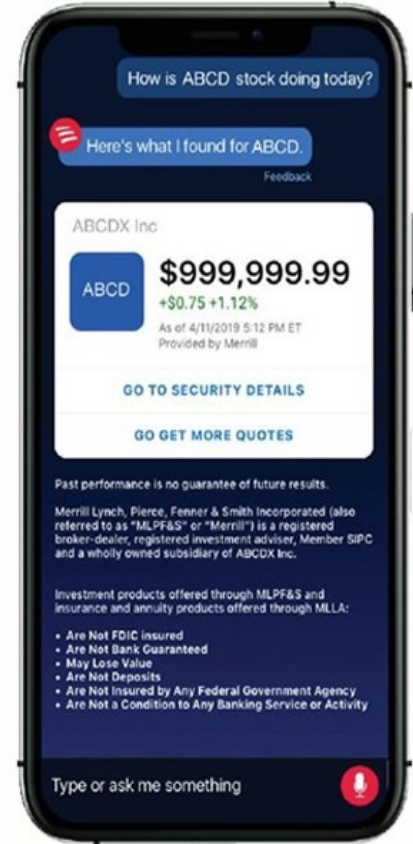 How is ABCD stock doing today?
Here's what I found for ABCD.
Feedback
ABCDX Inc
ABCD
$999,999.99
+$0.75 +1.12%
As of 4/11/2019 5:12 PM ET
Provided by Merrill
GO TO SECURITY DETAILS
GO GET MORE QUOTES
Past performance is no guarantee of future results.
Merrill Lynch, Pierce, Fenner & Smith Incorporated (also
referred to as "MLPF&S" or "Merrill") is a registered
broker-dealer, registered investment adviser, Member SIPC
and a wholly owned subsidiary of ABCDX Inc.
Investment products offered through MLPF&S and
insurance and annuity products offered through MLLA:
• Are Not FDIC insured
• Are Not Bank Guaranteed
• May Lose Value
• Are Not Deposits
• Are Not Insured by Any Federal Government Agency
• Are Not a Condition to Any Banking Service or Activity
Type or ask me something